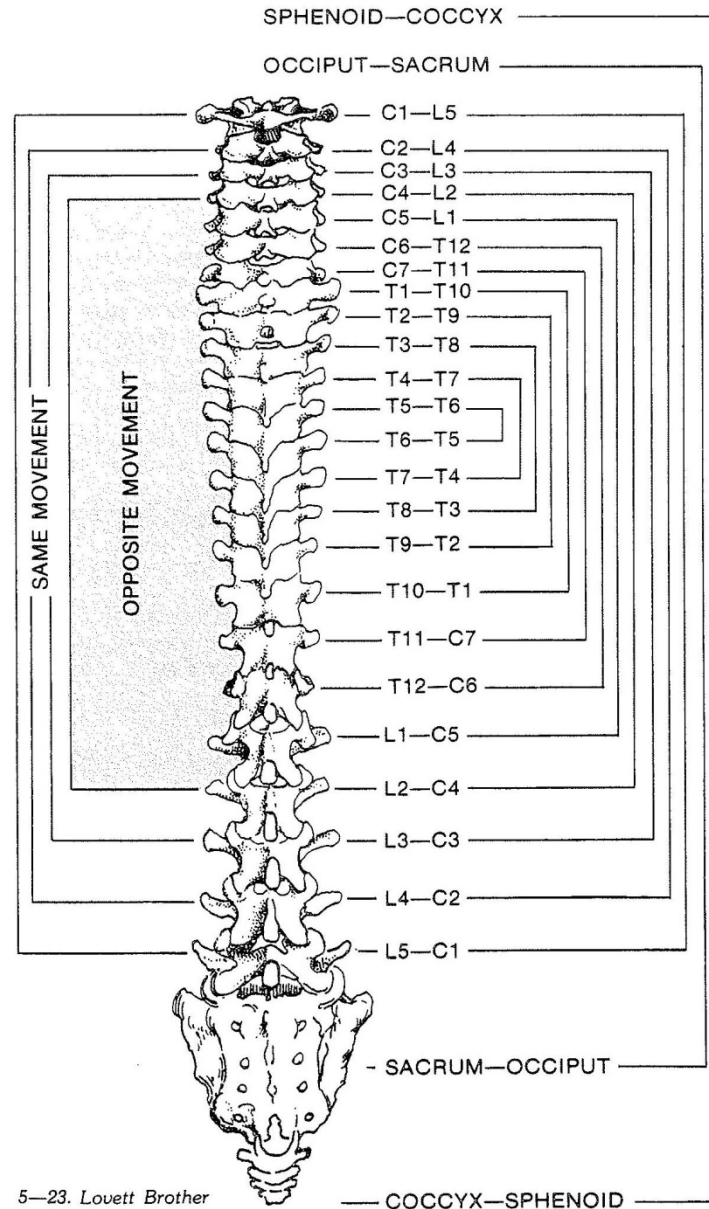 SPHENOID—COCCYX
OCCIPUT—SACRUM
C1—L5
C2—L4
C3—L3
C4—L2
C5—L1
C6—T12
C7—T11
T1—T10
T2—T9
T3—T8
T4—T7
T5—T6
T6—T5
T7—T4
T8—T3
T9—T2
T10—T1
T11—C7
T12—C6
L1—C5
L2—C4
L3—C3
L4—C2
L5—C1
SAME MOVEMENT
OPPOSITE MOVEMENT
SACRUM—OCCIPUT
COCCYX—SPHENOID
5—23. Lovett Brother